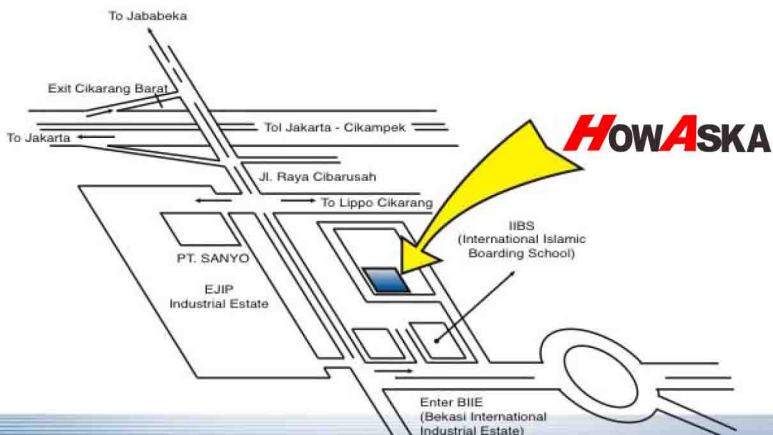 To Jababeka
Exit Cikarang Barat
To Jakarta
Tol Jakarta - Cikampek
HOWASKA
Jl. Raya Cibarusah
To Lippo Cikarang
IIBS
(International Islamic
Boarding School)
PT. SANYO
EJIP
Industrial Estate
Enter BIIE
(Bekasi International
Industrial Estate)